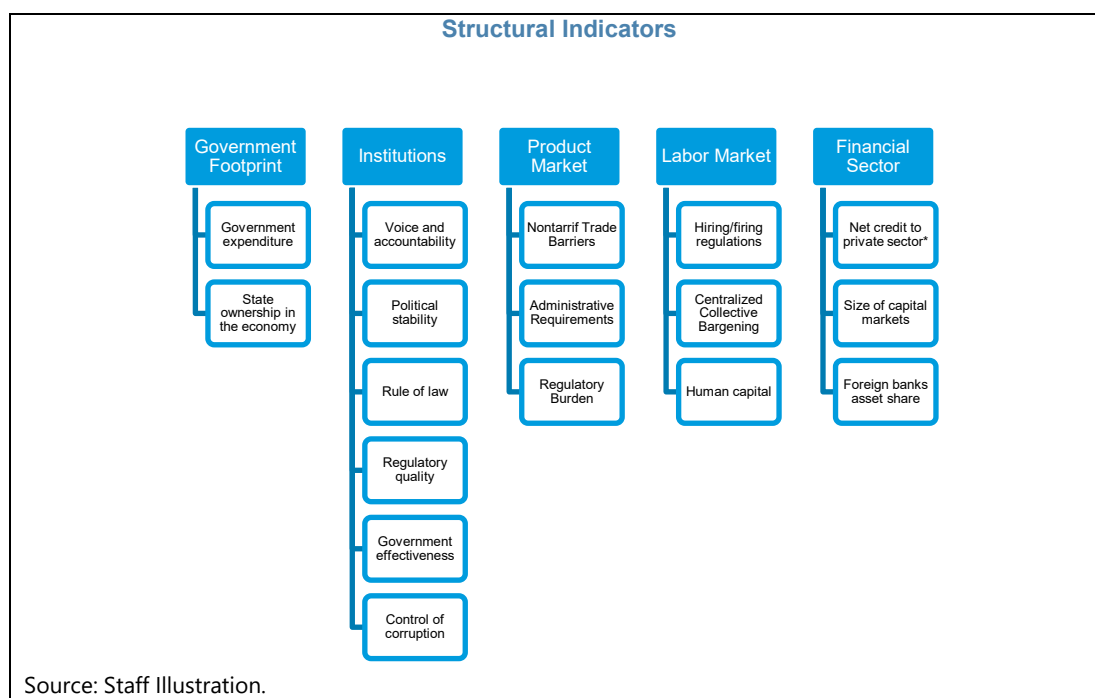 Structural Indicators
Government
Footprint
Government
expenditure
State
ownership in
the economy
Institutions
Voice and
accountability
Political
stability
Rule of law
Regulatory
quality
Government
effectiveness
Control of
corruption
Product
Market
Nontarrif Trade
Barriers
Administrative
Requirements
Regulatory
Burden
Labor Market
Hiring/firing
regulations
Centralized
Collective
Bargening
Human capital
Financial
Sector
Net credit to
private sector*
Size of capital
markets
Foreign banks
asset share
Source: Staff Illustration.